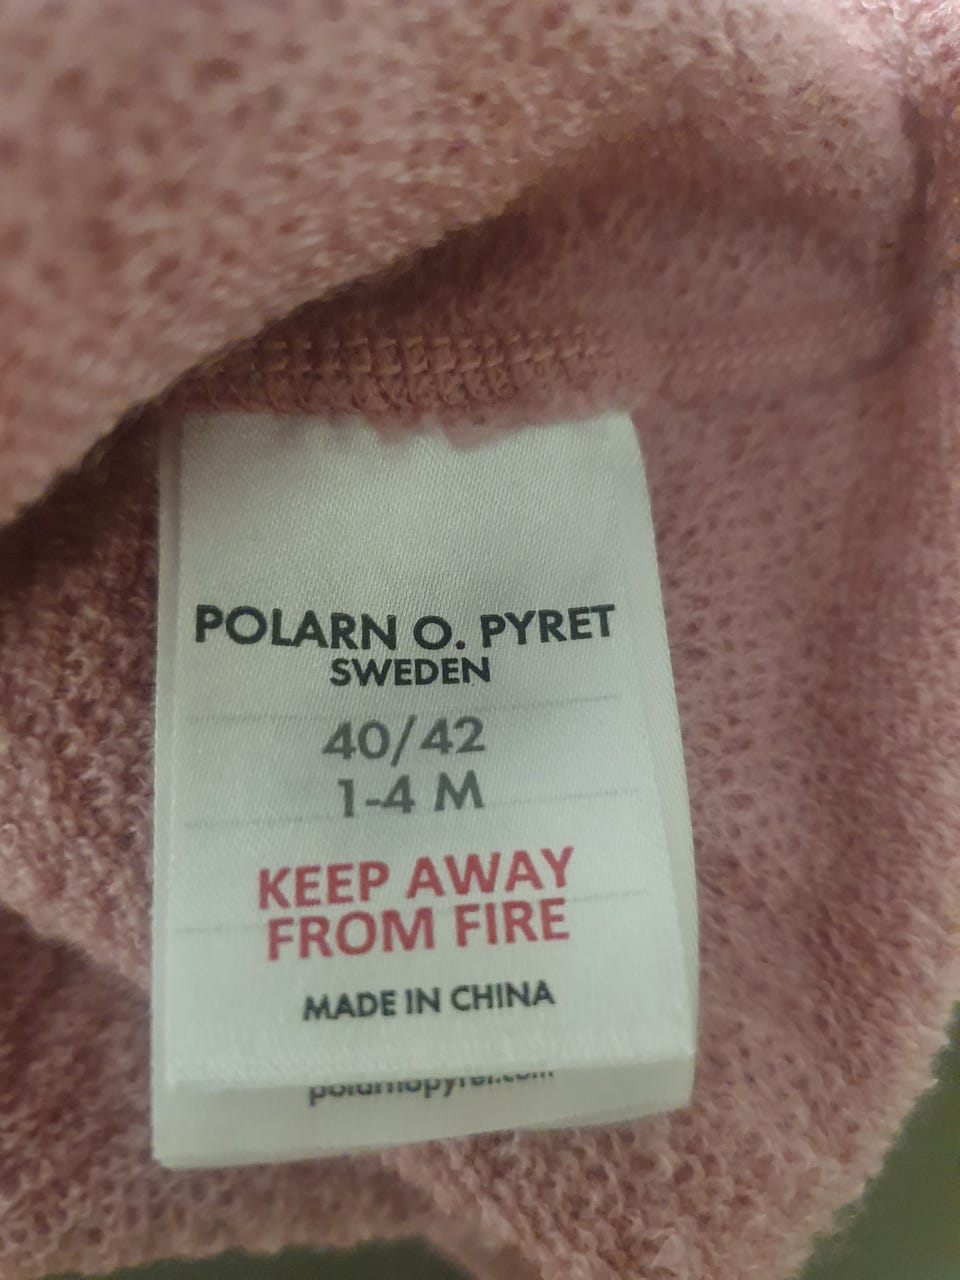 POLARN O. PYRET
SWEDEN
40/42
1-4 M
KEEP AWAY
FROM FIRE
MADE IN CHINA
polarnopyret.com